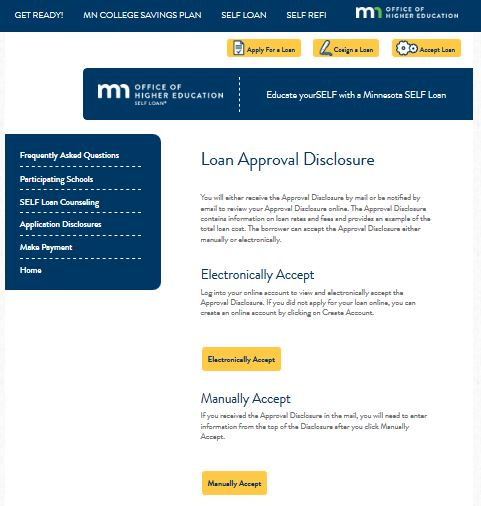 GET READY! MN COLLEGE SAVINGS PLAN SELF LOAN SELF REFI mn OFFICE OF HIGHER EDUCATION
Apply For a Loan Cosign a Loan Accept Loan
mn OFFICE OF
HIGHER EDUCATION
SELF LOAN®
Educate yourSELF with a Minnesota SELF Loan
Frequently Asked Questions
Participating Schools
SELF Loan Counseling
Application Disclosures
Make Payment
Home
Loan Approval Disclosure
You will either receive the Approval Disclosure by mail or be notified by
email to review your Approval Disclosure online. The Approval Disclosure
contains information on loan rates and fees and provides an example of the
total loan cost. The borrower can accept the Approval Disclosure either
manually or electronically.
Electronically Accept
Log into your online account to view and electronically accept the
Approval Disclosure. If you did not apply for your loan online, you can
create an online account by clicking on Create Account.
Electronically Accept
Manually Accept
If you received the Approval Disclosure in the mail, you will need to enter
information from the top of the Disclosure after you click Manually
Accept.
Manually Accept